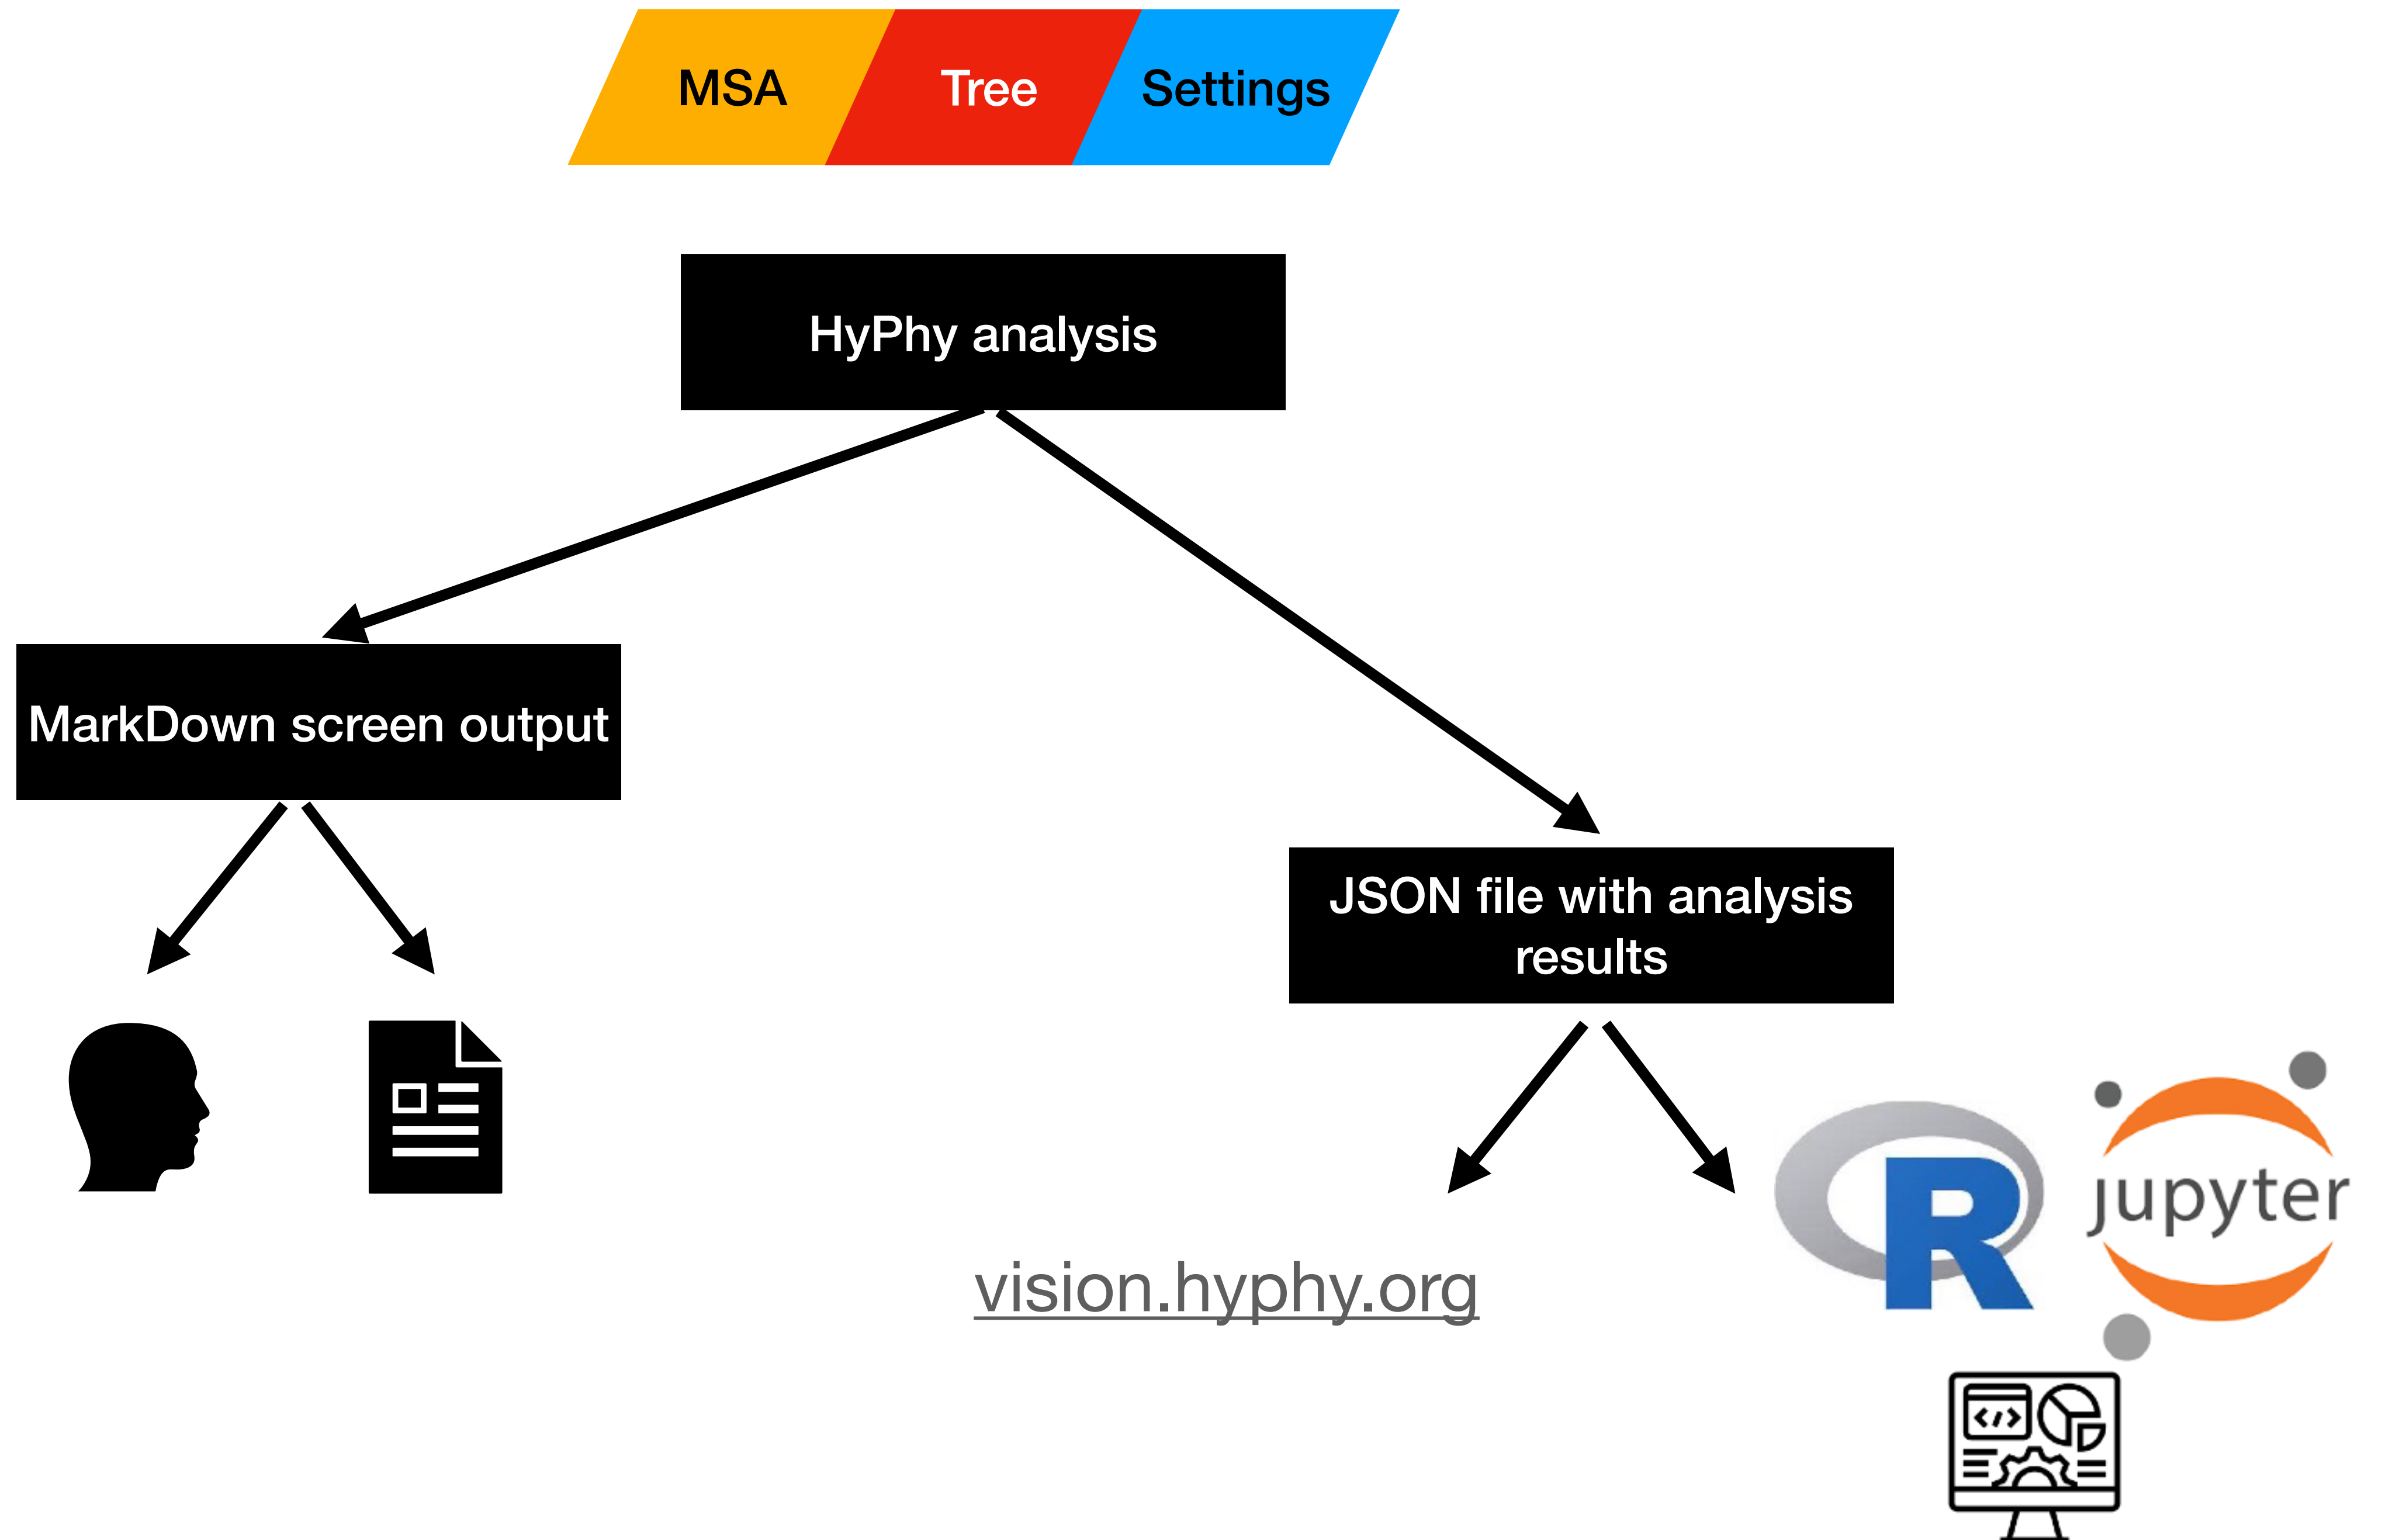 MSA
Tree
Settings
HyPhy analysis
MarkDown screen output
JSON file with analysis
results
R
jupyter
vision.hyphy.org
</>